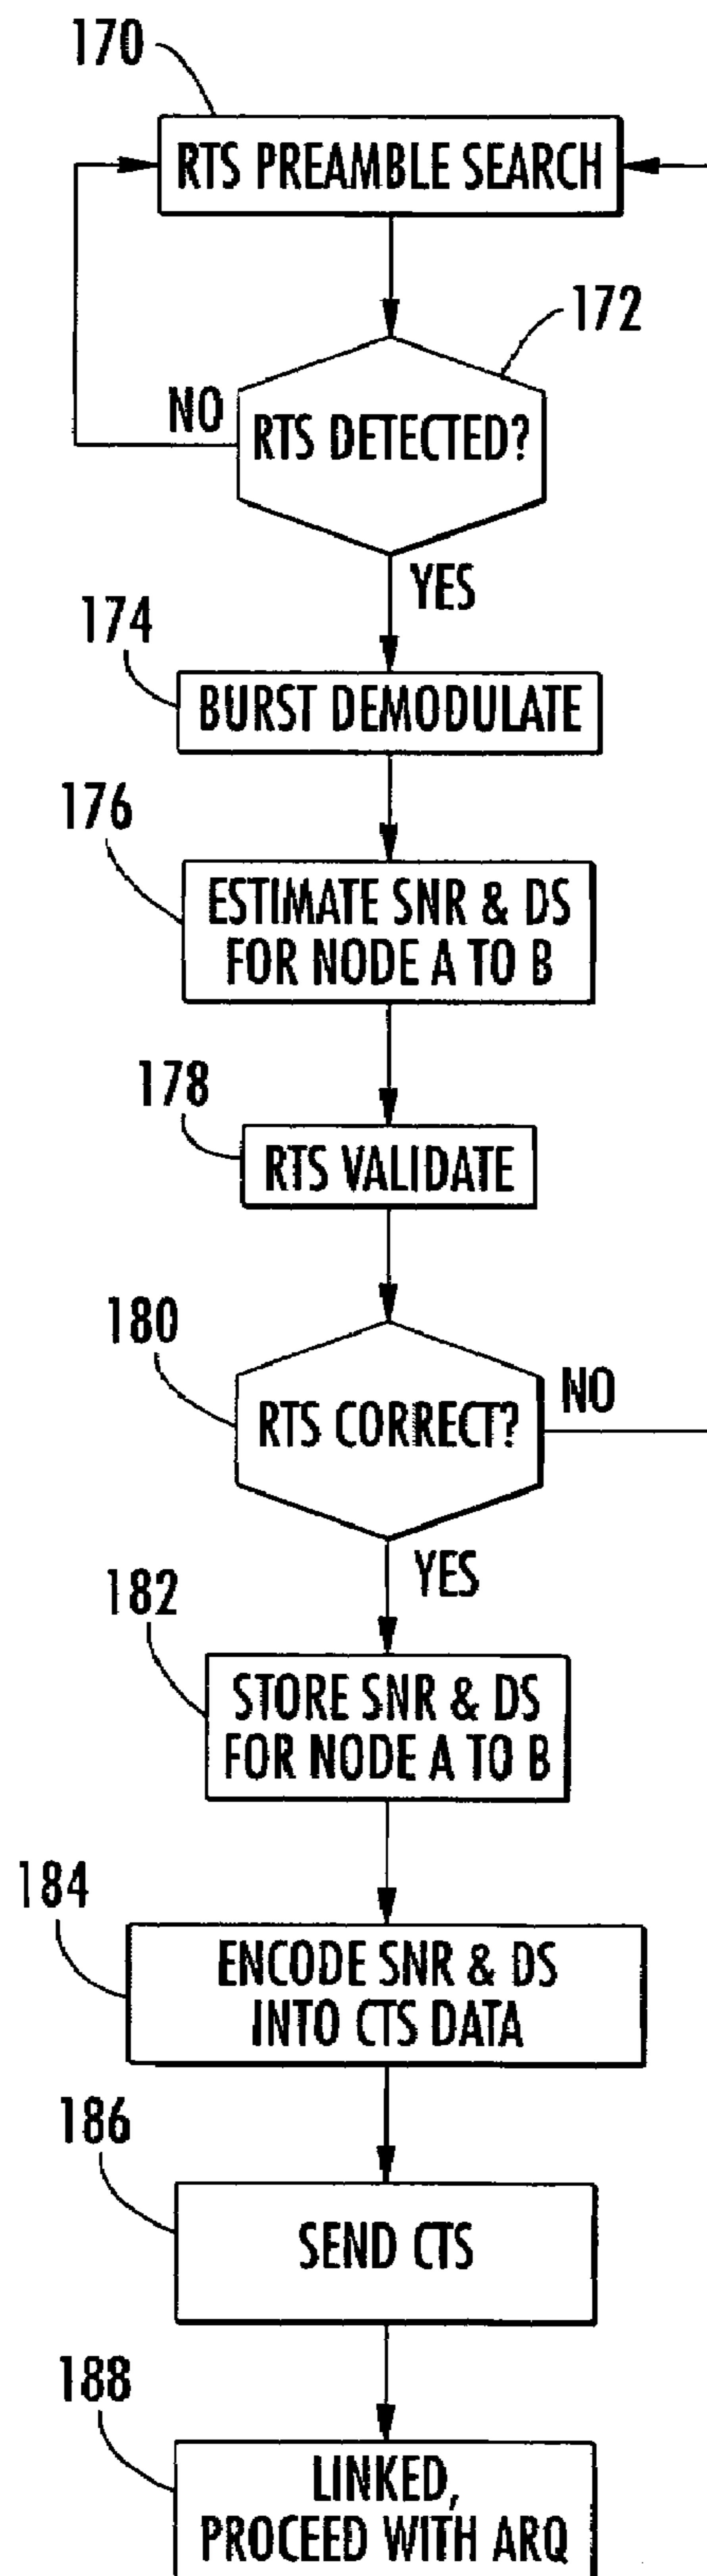 170
RTS PREAMBLE SEARCH
172
RTS DETECTED?
NO
YES
174
BURST DEMODULATE
176
ESTIMATE SNR & DS
FOR NODE A TO B
178
RTS VALIDATE
180
RTS CORRECT?
NO
YES
182
STORE SNR & DS
FOR NODE A TO B
184
ENCODE SNR & DS
INTO CTS DATA
186
SEND CTS
188
LINKED,
PROCEED WITH ARQ